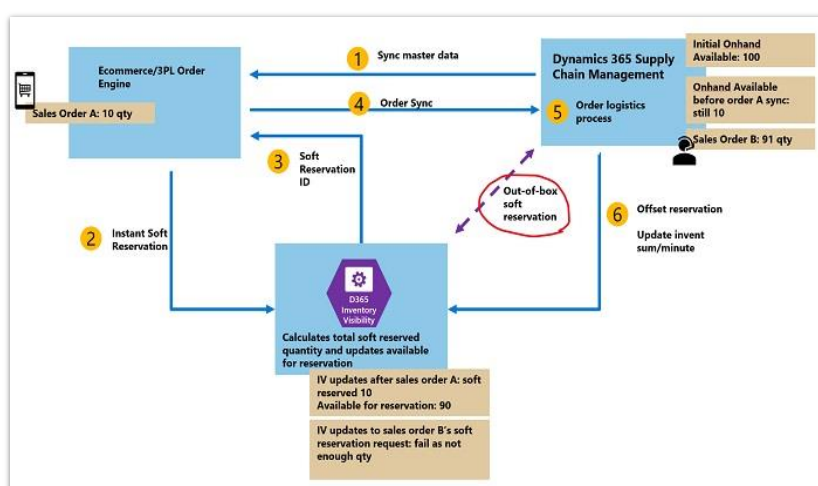 1
Sync master data
Ecommerce/3PL Order
Engine
Sales Order A: 10 qty
4
Order Sync
Dynamics 365 Supply
Chain Management
5
Order logistics
process
Initial Onhand
Available: 100
Onhand Available
before order A sync:
still 10
Sales Order B: 91 qty
3
Soft
Reservation
ID
Out-of-box
soft
reservation
2
Instant Soft
Reservation
6
Offset reservation
Update invent
sum/minute
D365
Inventory
Visibility
Calculates total soft reserved
quantity and updates available
for reservation
IV updates after sales order A: soft
reserved 10
Available for reservation: 90
IV updates to sales order B's soft
reservation request: fail as not
enough qty